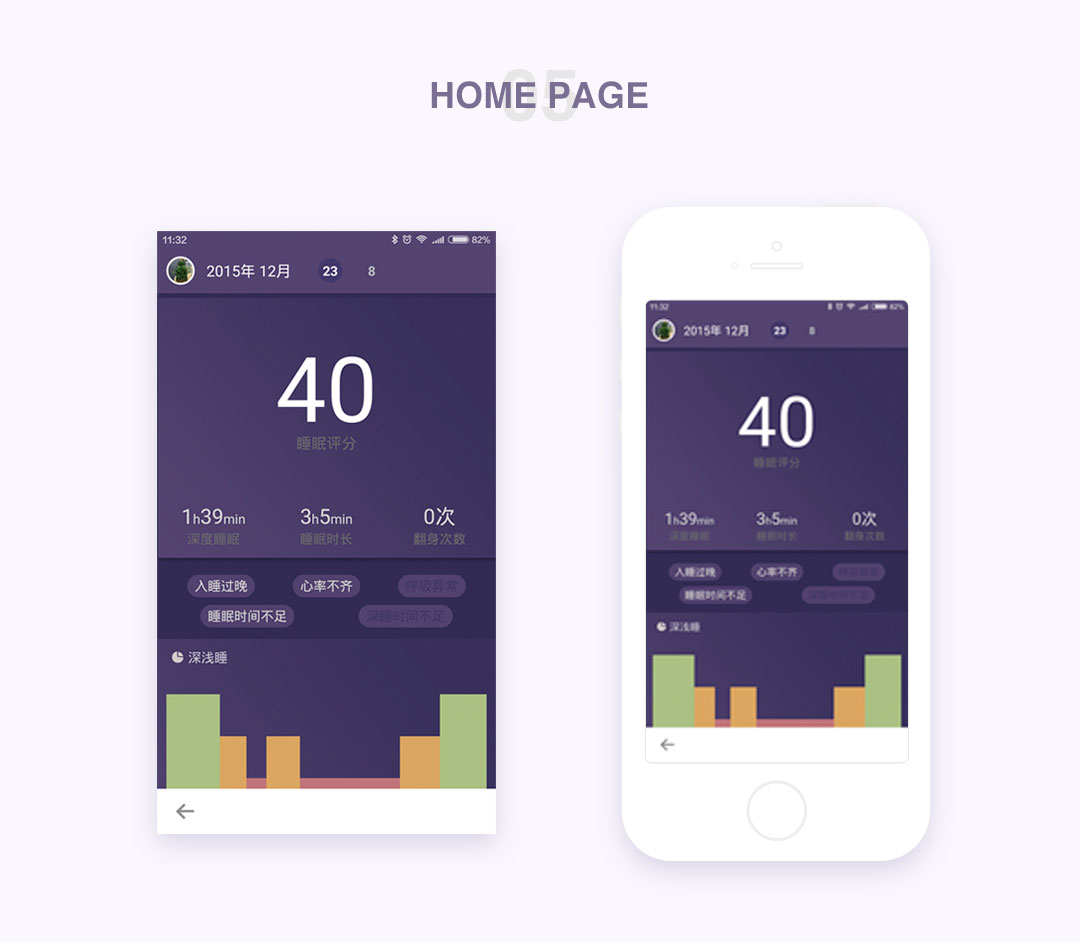 05
HOME PAGE
11:32 82%
2015年 12月 23 8
40
睡眠评分
1h39min 3h5min 0次
深度睡眠 睡眠时长 翻身次数
入睡过晚 心率不齐 呼吸异常
睡眠时间不足 深睡时间不足
深浅睡
11:32 82%
2015年 12月 23 8
40
睡眠评分
1h39min 3h5min 0次
深度睡眠 睡眠时长 翻身次数
入睡过晚 心率不齐 呼吸异常
睡眠时间不足 深睡时间不足
深浅睡